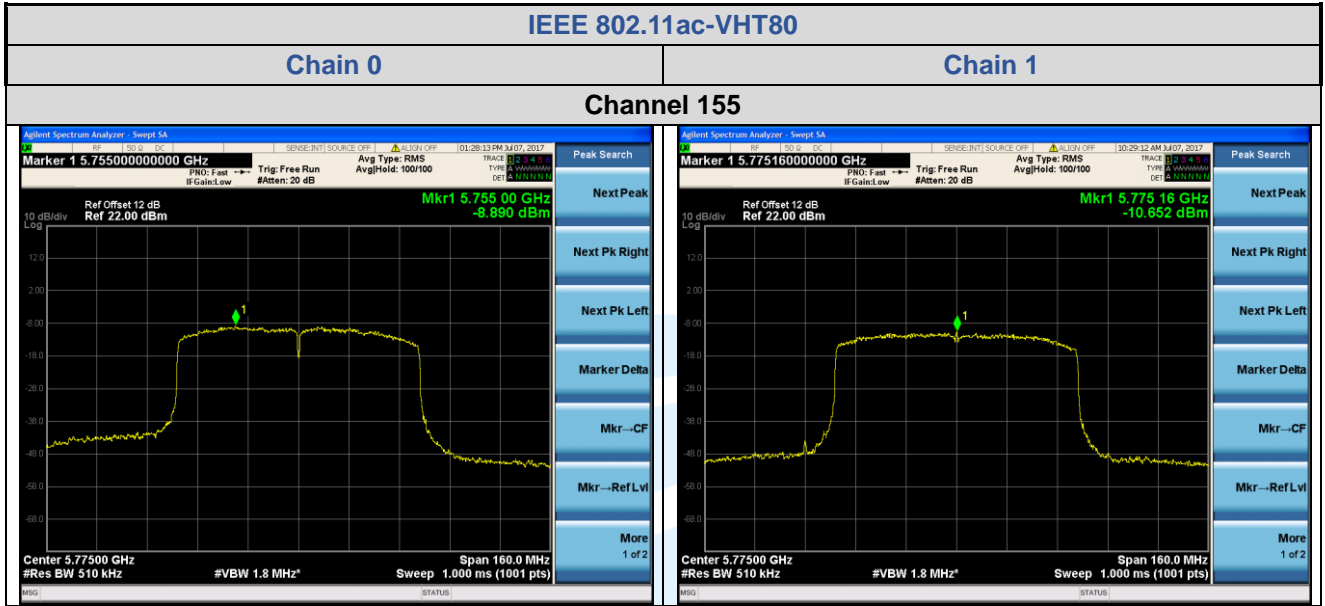 IEEE 802.11ac-VHT80
Chain 0
Chain 1
Channel 155
Agilent Spectrum Analyzer - Swept SA
RF 50 Ω DC SENSE:INT SOURCE OFF ALIGN OFF 01:28:13 PM Jul 07, 2017
Marker 1 5.755000000000 GHz
PNO: Fast
IFGain:Low
Trig: Free Run
#Atten: 20 dB
Avg Type: RMS
Avg|Hold: 100/100
TRACE 1 2 3 4 5 6
TYPE A WWWWW
DET A N N N N N
Peak Search
Mkr1 5.755 00 GHz
-8.890 dBm
Ref Offset 12 dB
10 dB/div Ref 22.00 dBm
Log
12.0
2.00
-8.00
-18.0
-28.0
-38.0
-48.0
-58.0
-68.0
1
Center 5.77500 GHz Span 160.0 MHz
#Res BW 510 kHz #VBW 1.8 MHz* Sweep 1.000 ms (1001 pts)
MSG STATUS
Next Peak
Next Pk Right
Next Pk Left
Marker Delta
Mkr→CF
Mkr→Ref Lvl
More
1 of 2
Agilent Spectrum Analyzer - Swept SA
RF 50 Ω DC SENSE:INT SOURCE OFF ALIGN OFF 10:29:12 AM Jul 07, 2017
Marker 1 5.775160000000 GHz
PNO: Fast
IFGain:Low
Trig: Free Run
#Atten: 20 dB
Avg Type: RMS
Avg|Hold: 100/100
TRACE 1 2 3 4 5 6
TYPE A WWWWW
DET A N N N N N
Peak Search
Mkr1 5.775 16 GHz
-10.652 dBm
Ref Offset 12 dB
10 dB/div Ref 22.00 dBm
Log
12.0
2.00
-8.00
-18.0
-28.0
-38.0
-48.0
-58.0
-68.0
1
Center 5.77500 GHz Span 160.0 MHz
#Res BW 510 kHz #VBW 1.8 MHz* Sweep 1.000 ms (1001 pts)
MSG STATUS
Next Peak
Next Pk Right
Next Pk Left
Marker Delta
Mkr→CF
Mkr→Ref Lvl
More
1 of 2